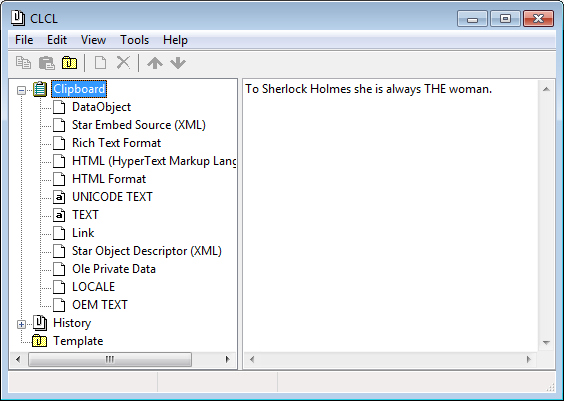 CLCL
File Edit View Tools Help
Clipboard
To Sherlock Holmes she is always THE woman.
DataObject
Star Embed Source (XML)
Rich Text Format
HTML (HyperText Markup Lang
HTML Format
a UNICODE TEXT
a TEXT
Link
Star Object Descriptor (XML)
Ole Private Data
LOCALE
OEM TEXT
History
Template